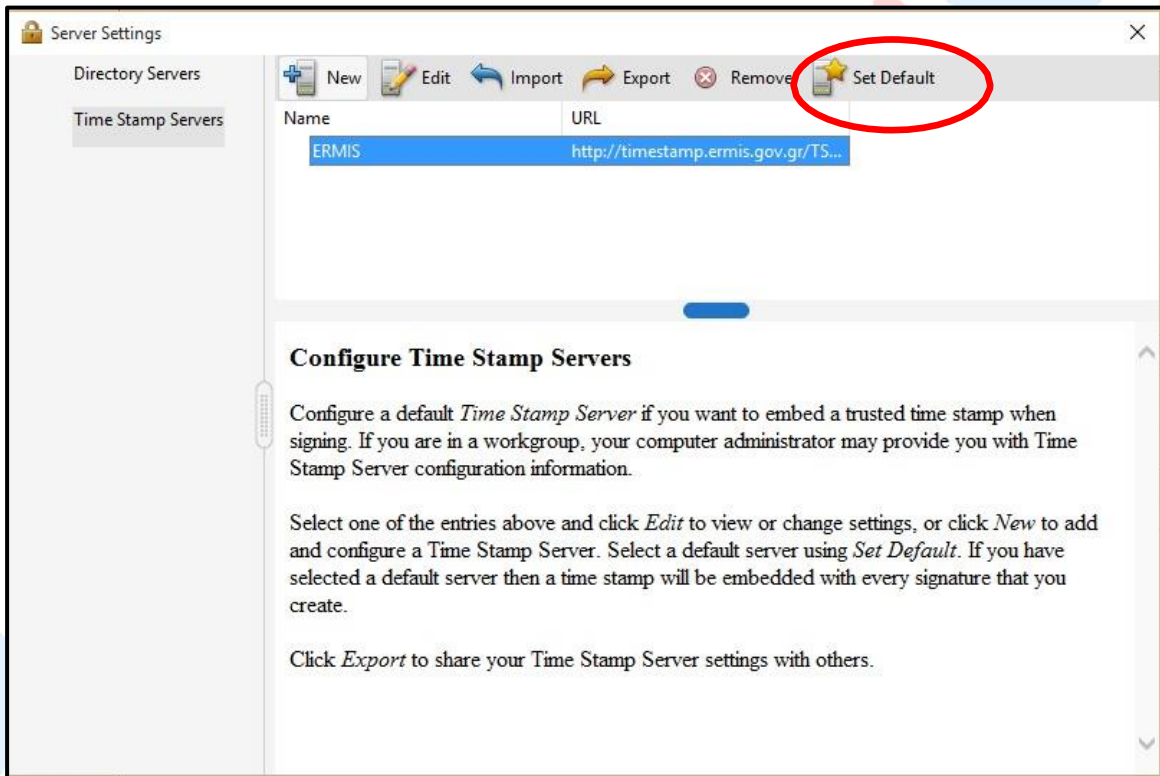 Server Settings
Directory Servers
Time Stamp Servers
New Edit Import Export Remove Set Default
Name URL
ERMIS http://timestamp.ermis.gov.gr/TS...
Configure Time Stamp Servers
Configure a default Time Stamp Server if you want to embed a trusted time stamp when
signing. If you are in a workgroup, your computer administrator may provide you with Time
Stamp Server configuration information.
Select one of the entries above and click Edit to view or change settings, or click New to add
and configure a Time Stamp Server. Select a default server using Set Default. If you have
selected a default server then a time stamp will be embedded with every signature that you
create.
Click Export to share your Time Stamp Server settings with others.